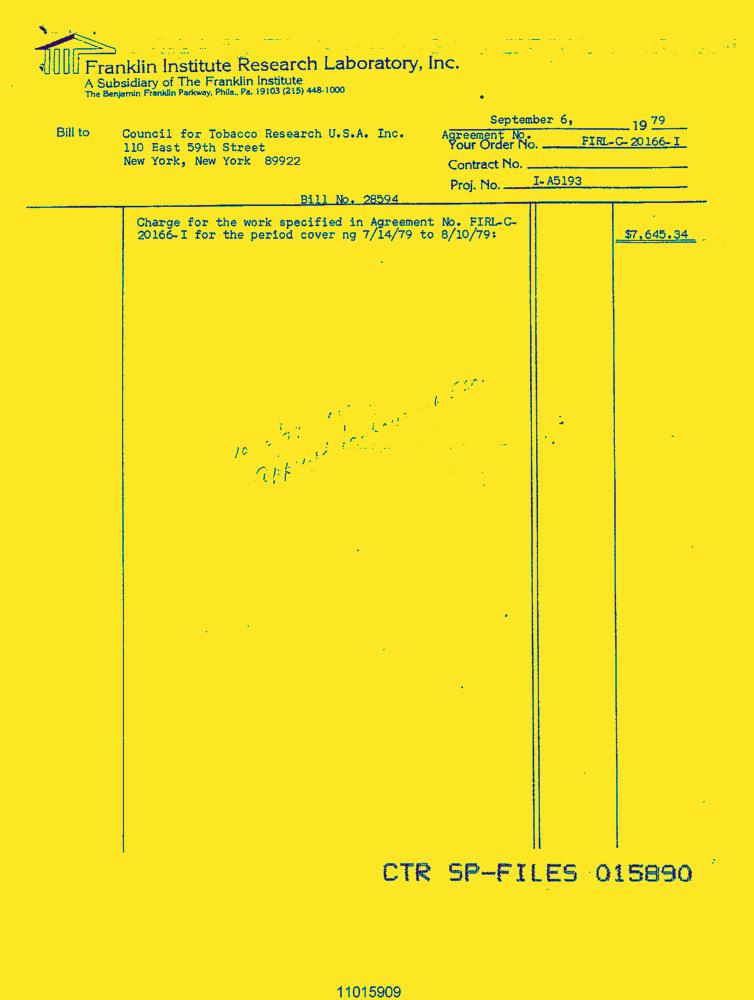 Franklin Institute Research Laboratory, Inc.
A Subsidiary of The Franklin Institute
The Benjamin Franklin Parkway, Phila., Pa. 19103 (215) 448-1000
September 6, 19 79
Bill to
Council for Tobacco Research U.S.A. Inc.
110 East 59th Street
New York, New York 89922
Agreement No.
Your Order No. FIRL-C-20166-I
Contract No.
Proj. No. I-A5193
Bill No. 28594
Charge for the work specified in Agreement No. FIRL-C-
20166-I for the period cover ng 7/14/79 to 8/10/79:
$7,645.34
CTR SP-FILES 015890
11015909